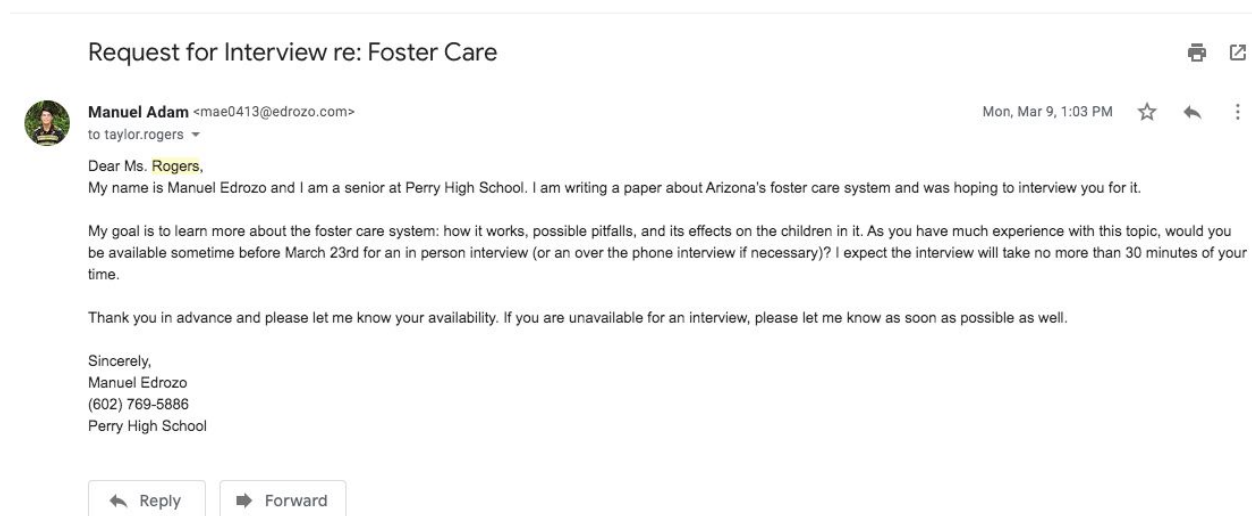 Request for Interview re: Foster Care
Manuel Adam <mae0413@edrozo.com>
Mon, Mar 9, 1:03 PM
to taylor.rogers
Dear Ms. Rogers,
My name is Manuel Edrozo and I am a senior at Perry High School. I am writing a paper about Arizona's foster care system and was hoping to interview you for it.
My goal is to learn more about the foster care system: how it works, possible pitfalls, and its effects on the children in it. As you have much experience with this topic, would you
be available sometime before March 23rd for an in person interview (or an over the phone interview if necessary)? I expect the interview will take no more than 30 minutes of your
time.
Thank you in advance and please let me know your availability. If you are unavailable for an interview, please let me know as soon as possible as well.
Sincerely,
Manuel Edrozo
(602) 769-5886
Perry High School
Reply
Forward